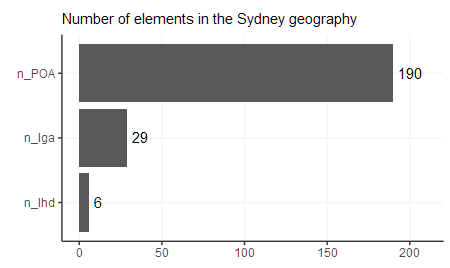 Number of elements in the Sydney geography
n_POA
190
n_lga
29
n_lhd
6
0 50 100 150 200